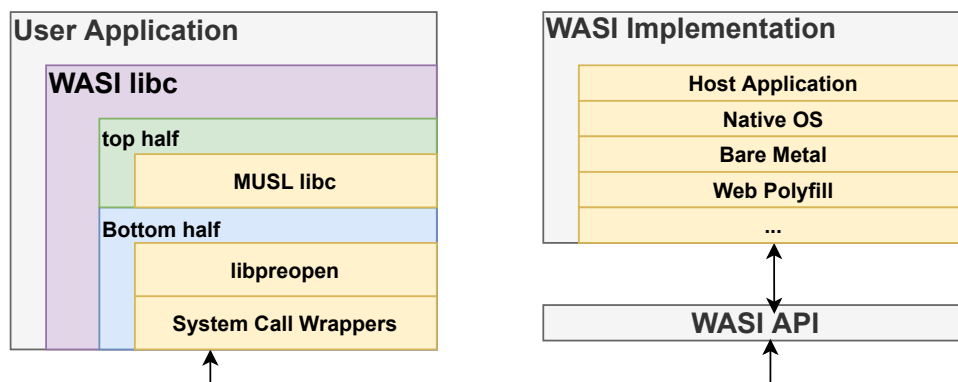 User Application
WASI libc
top half
MUSL libc
Bottom half
libpreopen
System Call Wrappers
WASI Implementation
Host Application
Native OS
Bare Metal
Web Polyfill
...
WASI API